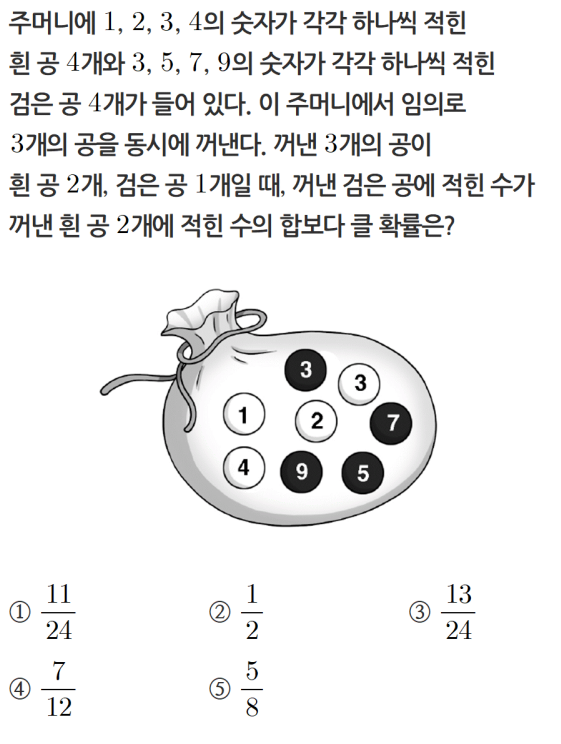 주머니에 1, 2, 3, 4의 숫자가 각각 하나씩 적힌
흰 공 4개와 3, 5, 7, 9의 숫자가 각각 하나씩 적힌
검은 공 4개가 들어 있다. 이 주머니에서 임의로
3개의 공을 동시에 꺼낸다. 꺼낸 3개의 공이
흰 공 2개, 검은 공 1개일 때, 꺼낸 검은 공에 적힌 수가
꺼낸 흰 공 2개에 적힌 수의 합보다 클 확률은?
3 3
1 2 7
4 9 5
① 11/24 ② 1/2 ③ 13/24
④ 7/12 ⑤ 5/8